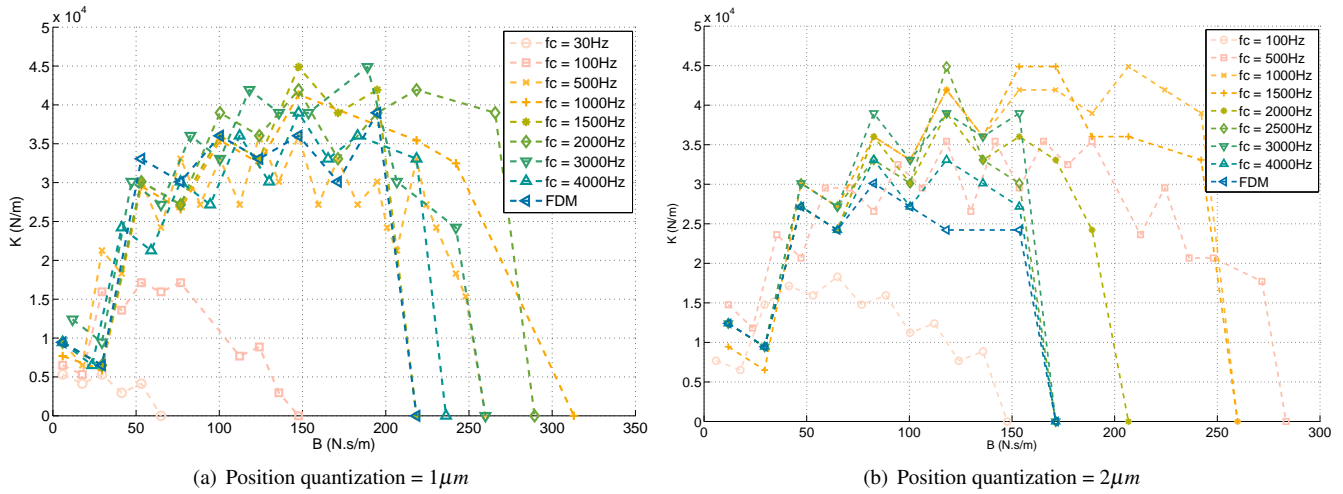 x 10⁴
5
4.5
4
3.5
3
2.5
2
1.5
1
0.5
0
K (N/m)
0 50 100 150 200 250 300 350
B (N.s/m)
fc = 30Hz
fc = 100Hz
fc = 500Hz
fc = 1000Hz
fc = 1500Hz
fc = 2000Hz
fc = 3000Hz
fc = 4000Hz
FDM
(a) Position quantization = 1μm
x 10⁴
5
4.5
4
3.5
3
2.5
2
1.5
1
0.5
0
K (N/m)
0 50 100 150 200 250 300
B (N.s/m)
fc = 100Hz
fc = 500Hz
fc = 1000Hz
fc = 1500Hz
fc = 2000Hz
fc = 2500Hz
fc = 3000Hz
fc = 4000Hz
FDM
(b) Position quantization = 2μm